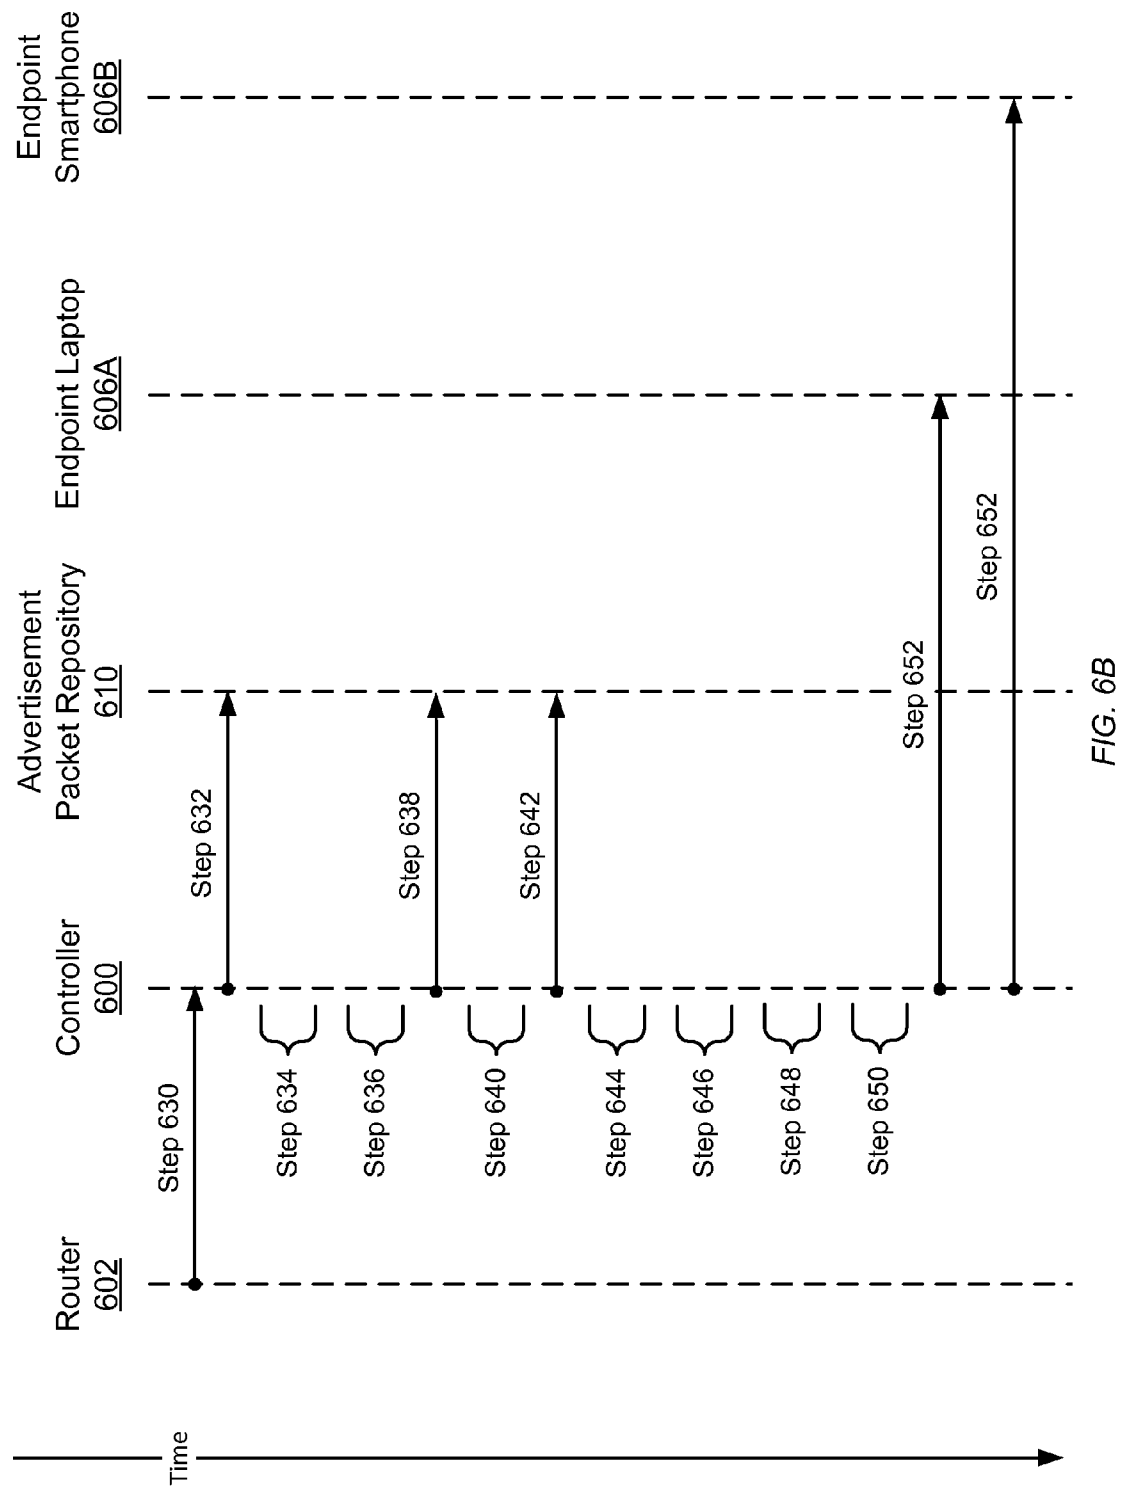 Time
Router
602
Controller
600
Advertisement
Packet Repository
610
Endpoint Laptop
606A
Endpoint
Smartphone
606B
Step 630
Step 632
Step 634
Step 636
Step 638
Step 640
Step 642
Step 644
Step 646
Step 648
Step 650
Step 652
Step 652
FIG. 6B